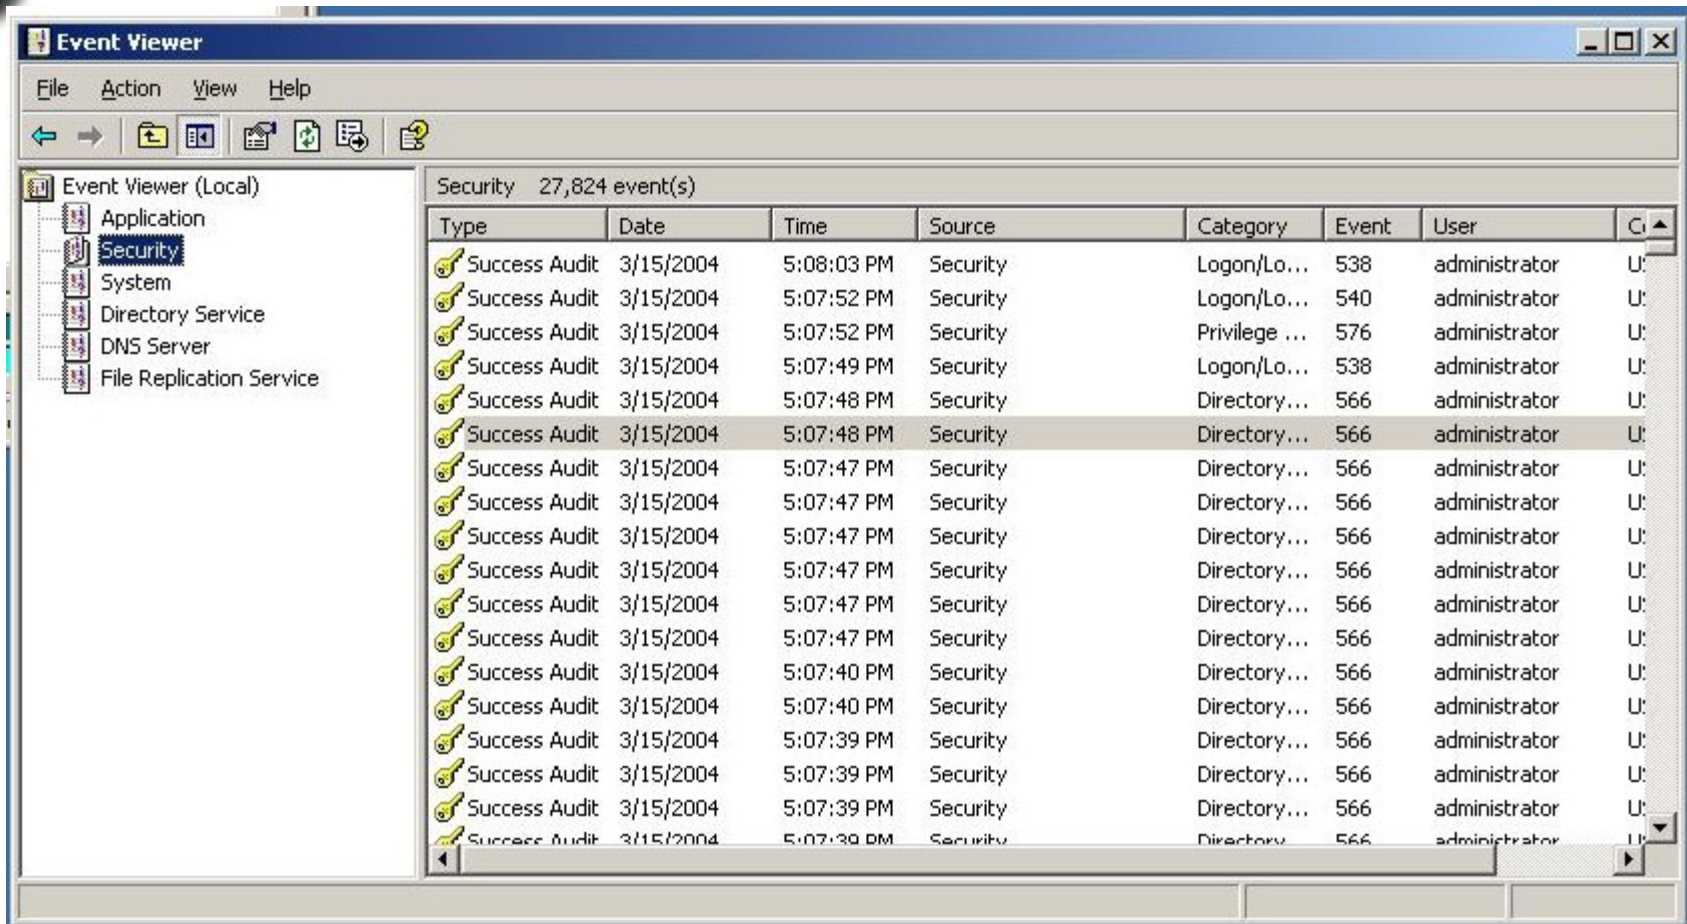 Event Viewer
File Action View Help
Event Viewer (Local)
Application
Security
System
Directory Service
DNS Server
File Replication Service
Security 27,824 event(s)
Type Date Time Source Category Event User
Success Audit 3/15/2004 5:08:03 PM Security Logon/Lo... 538 administrator
Success Audit 3/15/2004 5:07:52 PM Security Logon/Lo... 540 administrator
Success Audit 3/15/2004 5:07:52 PM Security Privilege ... 576 administrator
Success Audit 3/15/2004 5:07:49 PM Security Logon/Lo... 538 administrator
Success Audit 3/15/2004 5:07:48 PM Security Directory... 566 administrator
Success Audit 3/15/2004 5:07:48 PM Security Directory... 566 administrator
Success Audit 3/15/2004 5:07:47 PM Security Directory... 566 administrator
Success Audit 3/15/2004 5:07:47 PM Security Directory... 566 administrator
Success Audit 3/15/2004 5:07:47 PM Security Directory... 566 administrator
Success Audit 3/15/2004 5:07:47 PM Security Directory... 566 administrator
Success Audit 3/15/2004 5:07:47 PM Security Directory... 566 administrator
Success Audit 3/15/2004 5:07:47 PM Security Directory... 566 administrator
Success Audit 3/15/2004 5:07:40 PM Security Directory... 566 administrator
Success Audit 3/15/2004 5:07:40 PM Security Directory... 566 administrator
Success Audit 3/15/2004 5:07:39 PM Security Directory... 566 administrator
Success Audit 3/15/2004 5:07:39 PM Security Directory... 566 administrator
Success Audit 3/15/2004 5:07:39 PM Security Directory... 566 administrator
Success Audit 3/15/2004 5:07:39 PM Security Directory... 566 administrator